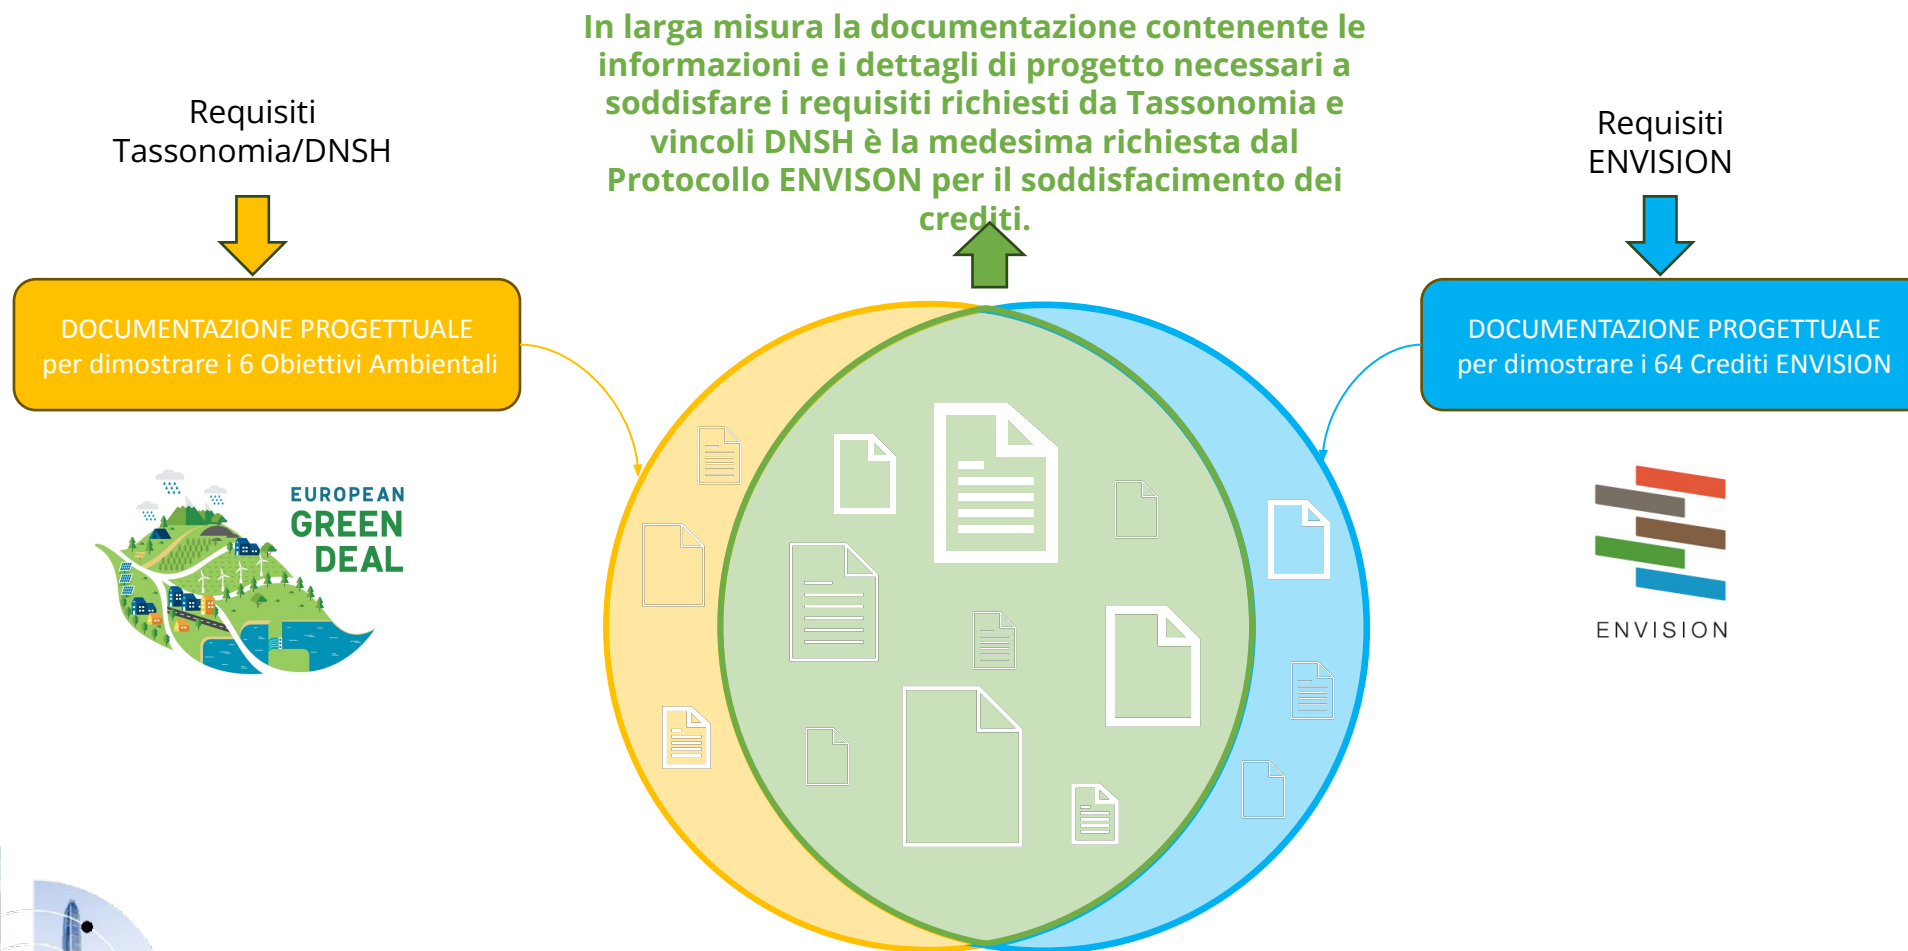 In larga misura la documentazione contenente le
informazioni e i dettagli di progetto necessari a
soddisfare i requisiti richiesti da Tassonomia e
vincoli DNSH è la medesima richiesta dal
Protocollo ENVISON per il soddisfacimento dei
crediti.
Requisiti
Tassonomia/DNSH
Requisiti
ENVISION
DOCUMENTAZIONE PROGETTUALE
per dimostrare i 6 Obiettivi Ambientali
DOCUMENTAZIONE PROGETTUALE
per dimostrare i 64 Crediti ENVISION
EUROPEAN
GREEN
DEAL
ENVISION